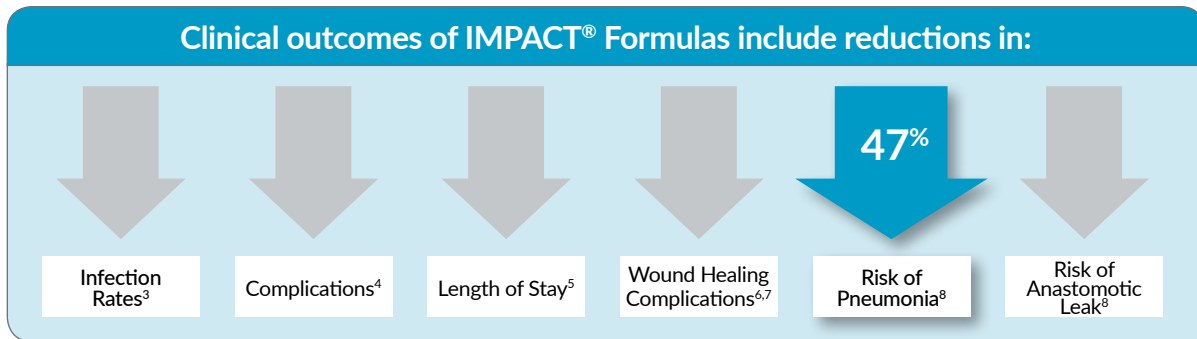 Clinical outcomes of IMPACT® Formulas include reductions in:
47%
Infection
Rates³
Complications⁴
Length of Stay⁵
Wound Healing
Complications⁶,⁷
Risk of
Pneumonia⁸
Risk of
Anastomotic
Leak⁸